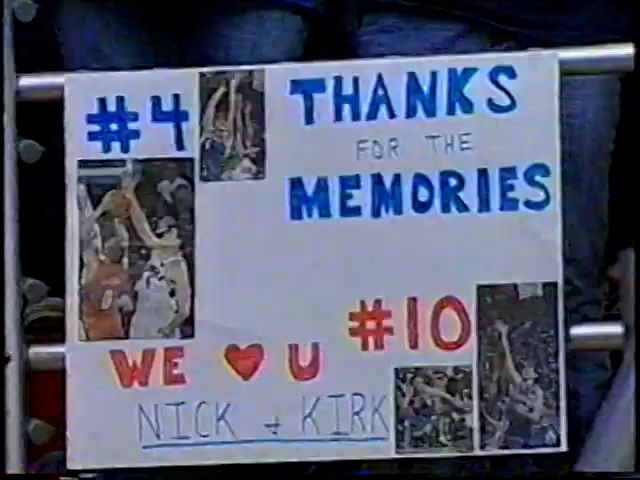 #4
THANKS
FOR THE
MEMORIES
#10
WE ♥ U
NICK & KIRK